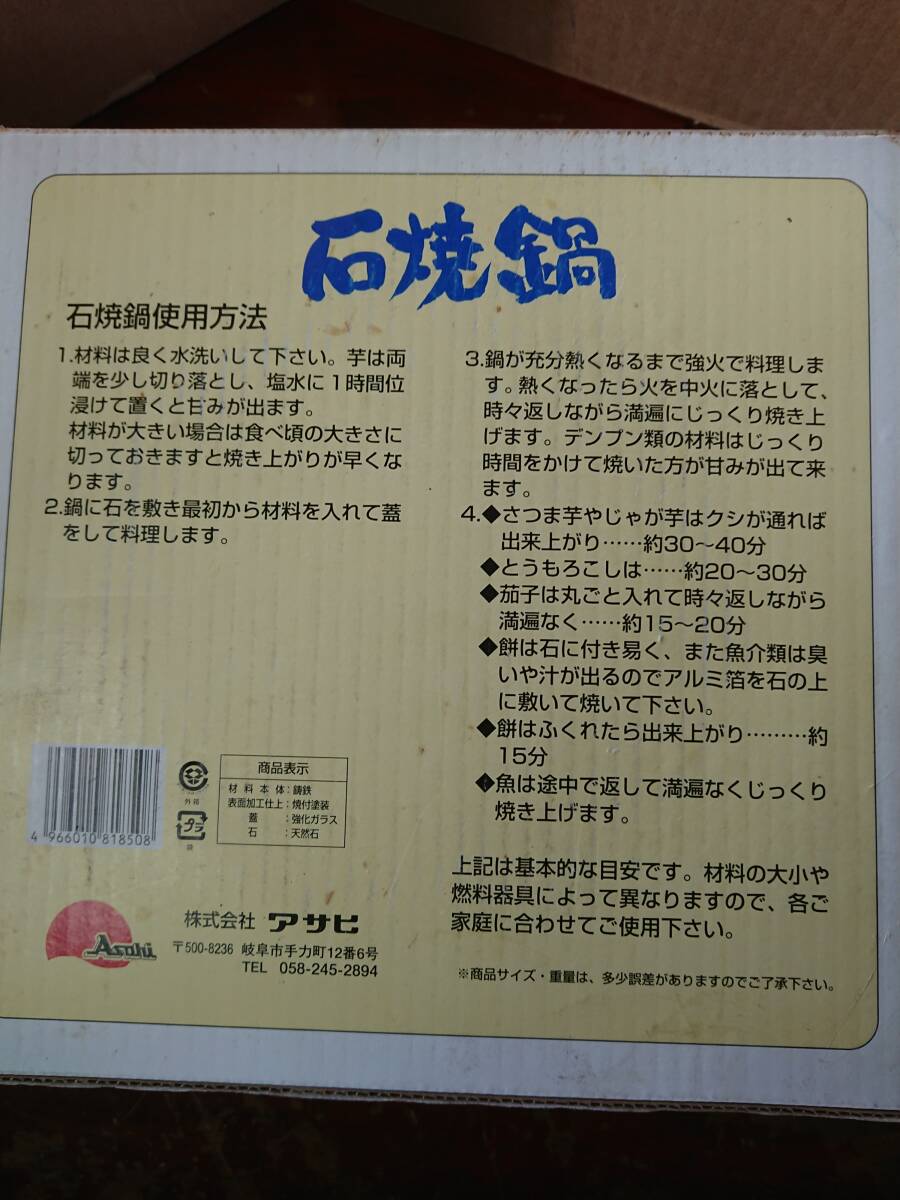 石焼鍋
石焼鍋使用方法
1.材料は良く水洗いして下さい。芋は両
端を少し切り落とし、塩水に1時間位
浸けて置くと甘みが出ます。
材料が大きい場合は食べ頃の大きさに
切っておきますと焼き上がりが早くな
ります。
2.鍋に石を敷き最初から材料を入れて蓋
をして料理します。
3.鍋が充分熱くなるまで強火で料理しま
す。熱くなったら火を中火に落として、
時々返しながら満遍にじっくり焼き上
げます。デンプン類の材料はじっくり
時間をかけて焼いた方が甘みが出て来
ます。
4.◆さつま芋やじゃが芋はクシが通れば
出来上がり……約30〜40分
◆とうもろこしは……約20〜30分
◆茄子は丸ごと入れて時々返しながら
満遍なく……約15〜20分
◆餅は石に付き易く、また魚介類は臭
いや汁が出るのでアルミ箔を石の上
に敷いて焼いて下さい。
◆餅はふくれたら出来上がり………約
15分
◆魚は途中で返して満遍なくじっくり
焼き上げます。
上記は基本的な目安です。材料の大小や
燃料器具によって異なりますので、各ご
家庭に合わせてご使用下さい。
※商品サイズ・重量は、多少誤差がありますのでご了承下さい。
4 966010 818508
外箱
プラ
袋
商品表示
材料本体:鋳鉄
表面加工仕上:焼付塗装
蓋:強化ガラス
石:天然石
Asahi
株式会社 アサヒ
〒500-8236 岐阜市手力町12番6号
TEL 058-245-2894